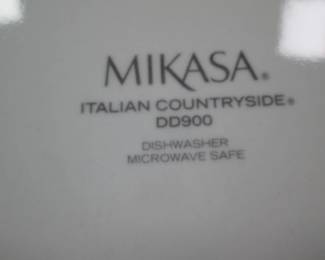 MIKASA®
ITALIAN COUNTRYSIDE®
DD900
DISHWASHER
MICROWAVE SAFE